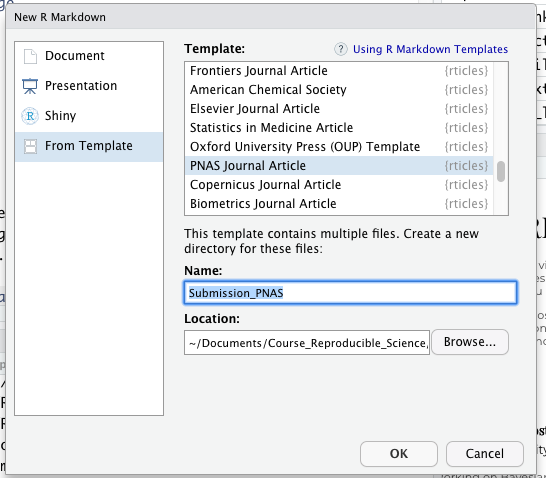 New R Markdown
Document
Presentation
Shiny
From Template
Template:
? Using R Markdown Templates
Frontiers Journal Article {rticles}
American Chemical Society {rticles}
Elsevier Journal Article {rticles}
Statistics in Medicine Article {rticles}
Oxford University Press (OUP) Template {rticles}
PNAS Journal Article {rticles}
Copernicus Journal Article {rticles}
Biometrics Journal Article {rticles}
This template contains multiple files. Create a new
directory for these files:
Name:
Submission_PNAS
Location:
~/Documents/Course_Reproducible_Science,
Browse...
OK
Cancel